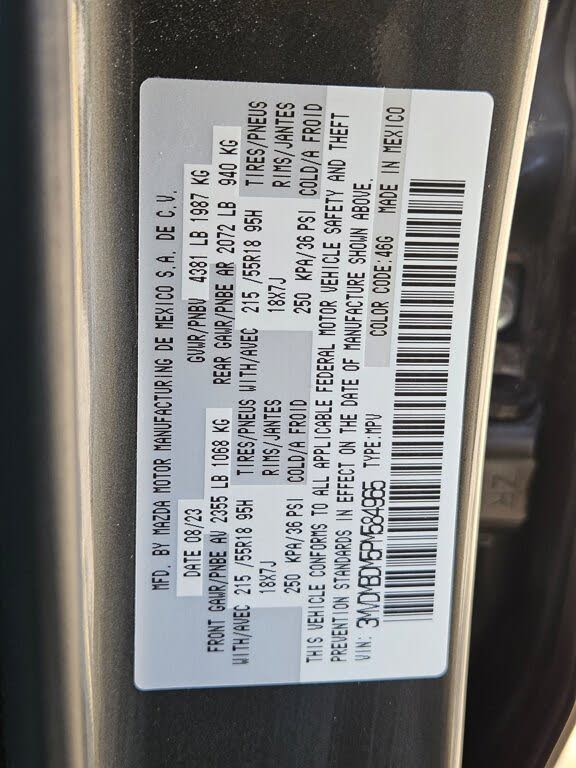 MFD. BY MAZDA MOTOR MANUFACTURING DE MEXICO S.A. DE C.V.
DATE 08/23 GVWR/PNBV 4381 LB 1987 KG
FRONT GAWR/PNBE AV 2355 LB 1068 KG REAR GAWR/PNBE AR 2072 LB 940 KG
WITH/AVEC 215 /55R18 95H TIRES/PNEUS WITH/AVEC 215 /55R18 95H TIRES/PNEUS
18X7J RIMS/JANTES 18X7J RIMS/JANTES
250 KPA/36 PSI COLD/A FROID 250 KPA/36 PSI COLD/A FROID
THIS VEHICLE CONFORMS TO ALL APPLICABLE FEDERAL MOTOR VEHICLE SAFETY AND THEFT
PREVENTION STANDARDS IN EFFECT ON THE DATE OF MANUFACTURE SHOWN ABOVE.
VIN: 3MVDMBDM5PM584965 TYPE:MPV COLOR CODE:46G MADE IN MEXICO